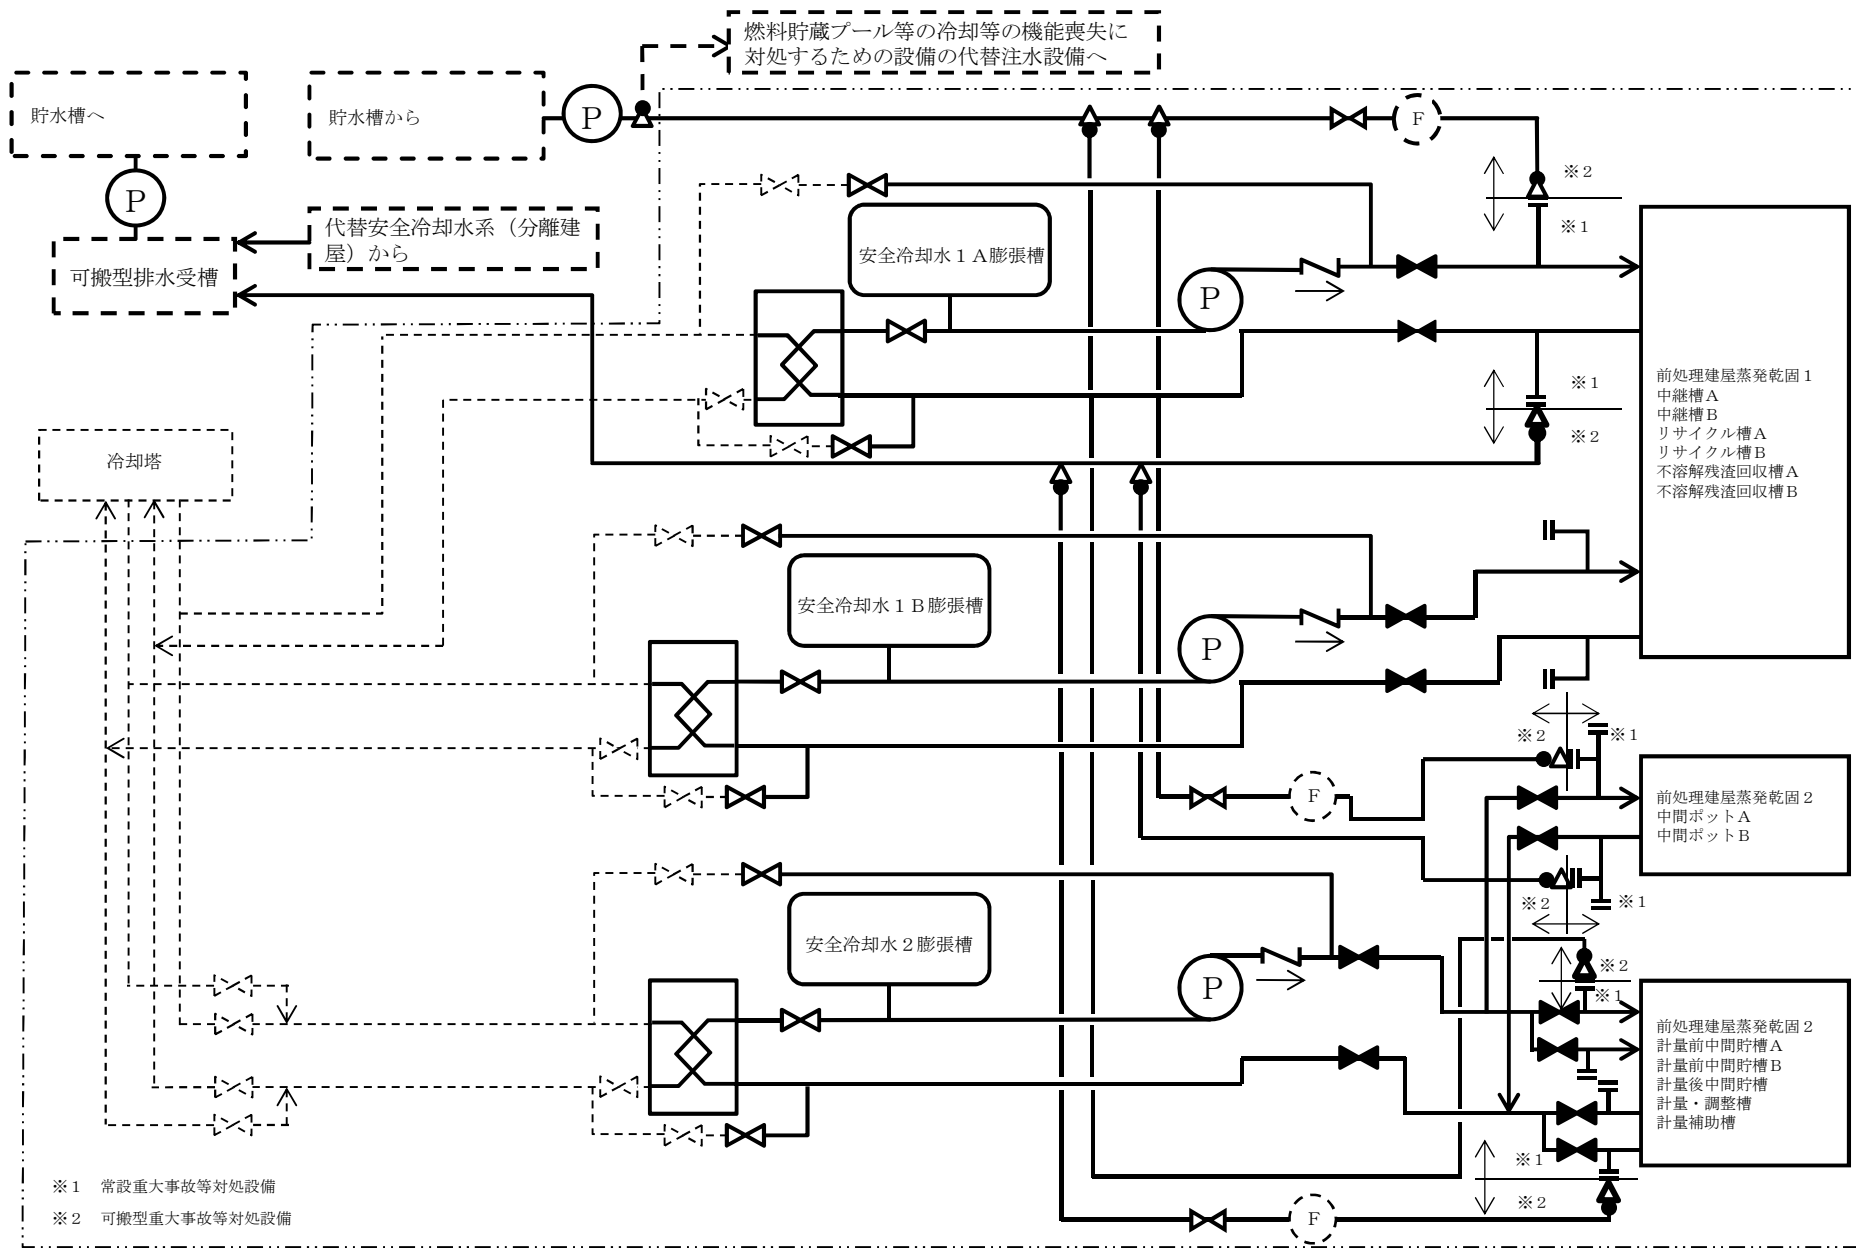 燃料貯蔵プール等の冷却等の機能喪失に
対処するための設備の代替注水設備へ
貯水槽へ
貯水槽から
P
F
※2
P
代替安全冷却水系（分離建
屋）から
※1
安全冷却水１Ａ膨張槽
可搬型排水受槽
P
前処理建屋蒸発乾固１
中継槽Ａ
中継槽Ｂ
リサイクル槽Ａ
リサイクル槽Ｂ
不溶解残渣回収槽Ａ
不溶解残渣回収槽Ｂ
※1
※2
冷却塔
安全冷却水１Ｂ膨張槽
P
※2
※1
F
前処理建屋蒸発乾固２
中間ポットＡ
中間ポットＢ
※2
※1
安全冷却水２膨張槽
P
※2
※1
前処理建屋蒸発乾固２
計量前中間貯槽Ａ
計量前中間貯槽Ｂ
計量後中間貯槽
計量・調整槽
計量補助槽
※1
※2
F
※1　常設重大事故等対処設備
※2　可搬型重大事故等対処設備